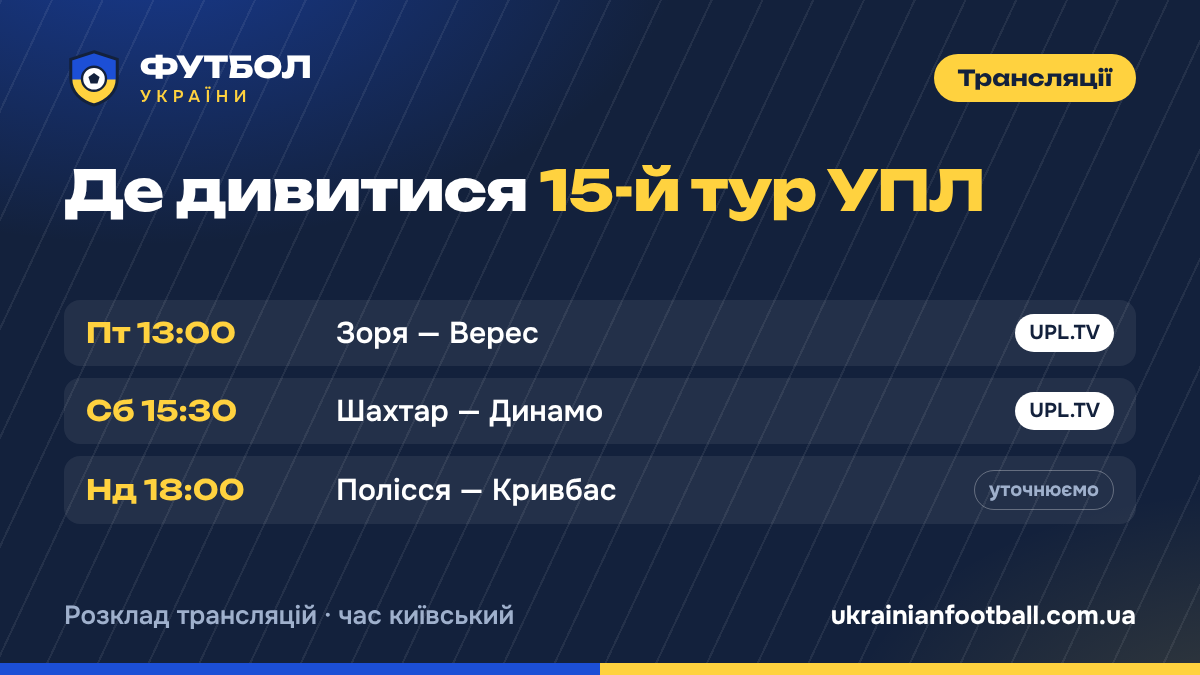 ФУТБОЛ
УКРАЇНИ
Трансляції
Де дивитися 15-й тур УПЛ
Пт 13:00 Зоря — Верес UPL.TV
Сб 15:30 Шахтар — Динамо UPL.TV
Нд 18:00 Полісся — Кривбас уточнюємо
Розклад трансляцій · час київський
ukrainianfootball.com.ua